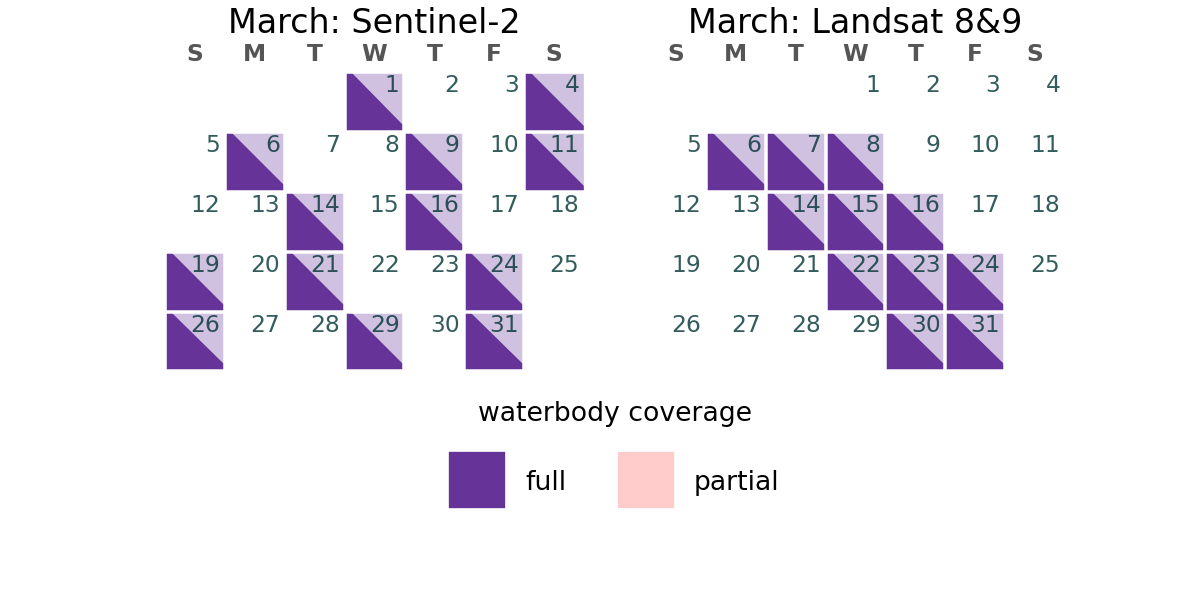 March: Sentinel-2
S M T W T F S
1 2 3 4
5 6 7 8 9 10 11
12 13 14 15 16 17 18
19 20 21 22 23 24 25
26 27 28 29 30 31
March: Landsat 8&9
S M T W T F S
1 2 3 4
5 6 7 8 9 10 11
12 13 14 15 16 17 18
19 20 21 22 23 24 25
26 27 28 29 30 31
waterbody coverage
full partial